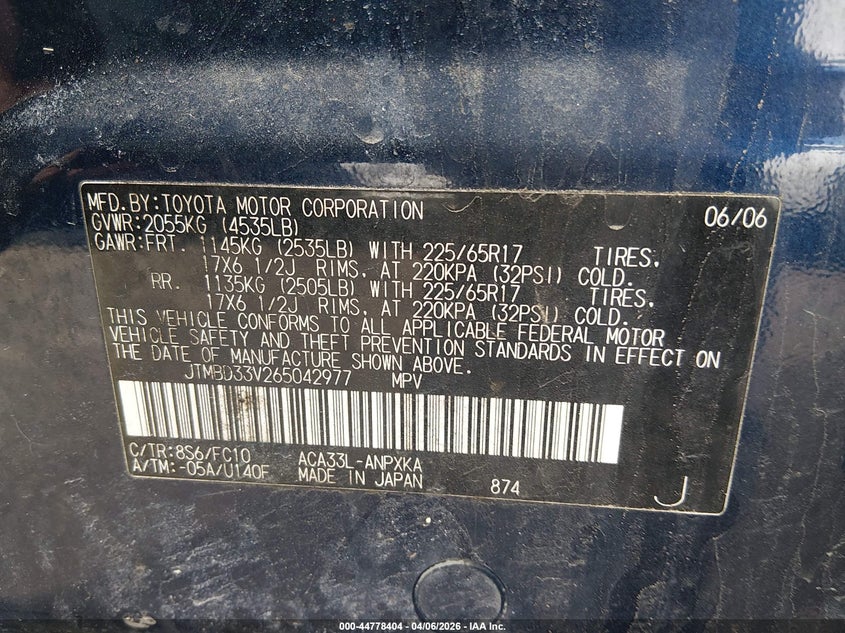 MFD.BY:TOYOTA MOTOR CORPORATION 06/06
GVWR:2055KG (4535LB)
GAWR:FRT. 1145KG (2535LB) WITH 225/65R17 TIRES,
17X6 1/2J RIMS, AT 220KPA (32PSI) COLD.
RR. 1135KG (2505LB) WITH 225/65R17 TIRES,
17X6 1/2J RIMS, AT 220KPA (32PSI) COLD.
THIS VEHICLE CONFORMS TO ALL APPLICABLE FEDERAL MOTOR
VEHICLE SAFETY AND THEFT PREVENTION STANDARDS IN EFFECT ON
THE DATE OF MANUFACTURE SHOWN ABOVE.
JTMBD33V265042977 MPV
C/TR:8S6/FC10 ACA33L-ANPXKA
A/TM:-05A/U140F MADE IN JAPAN 874 J
000-44778404 - 04/06/2026 - IAA Inc.